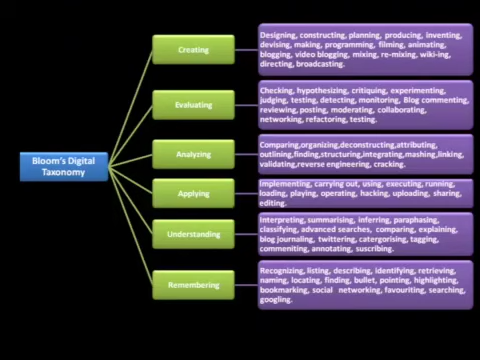 Bloom's Digital
Taxonomy
Creating
Designing, constructing, planning, producing, inventing,
devising, making, programming, filming, animating,
blogging, video blogging, mixing, re-mixing, wiki-ing,
directing, broadcasting.
Evaluating
Checking, hypothesizing, critiquing, experimenting,
judging, testing, detecting, monitoring, Blog commenting,
reviewing, posting, moderating, collaborating,
networking, refactoring, testing.
Analyzing
Comparing,organizing,deconstructing,attributing,
outlining,finding,structuring,integrating,mashing,linking,
validating,reverse engineering, cracking.
Applying
Implementing, carrying out, using, executing, running,
loading, playing, operating, hacking, uploading, sharing,
editing.
Understanding
Interpreting, summarising, inferring, paraphasing,
classifying, advanced searches, comparing, explaining,
blog journaling, twittering, catergorising, tagging,
commeniting, annotating, suscribing.
Remembering
Recognizing, listing, describing, identifying, retrieving,
naming, locating, finding, bullet, pointing, highlighting,
bookmarking, social networking, favouriting, searching,
googling.